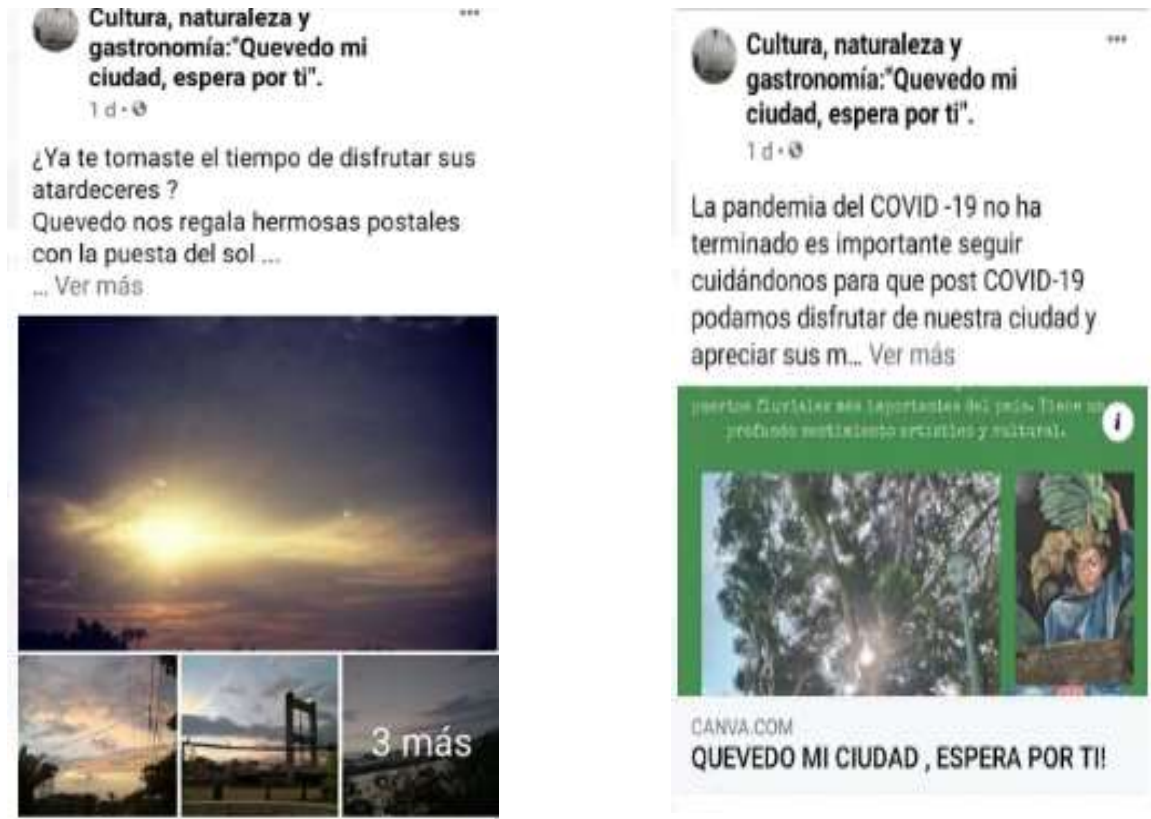 Cultura, naturaleza y
gastronomía:"Quevedo mi
ciudad, espera por ti".
1 d
¿Ya te tomaste el tiempo de disfrutar sus
atardeceres ?
Quevedo nos regala hermosas postales
con la puesta del sol ...
... Ver más
3 más
Cultura, naturaleza y
gastronomía:"Quevedo mi
ciudad, espera por ti".
1 d
La pandemia del COVID -19 no ha
terminado es importante seguir
cuidándonos para que post COVID-19
podamos disfrutar de nuestra ciudad y
apreciar sus m... Ver más
puertos fluviales más importantes del país. Tiene un
profundo sentimiento artístico y cultural.
i
CANVA.COM
QUEVEDO MI CIUDAD , ESPERA POR TI!